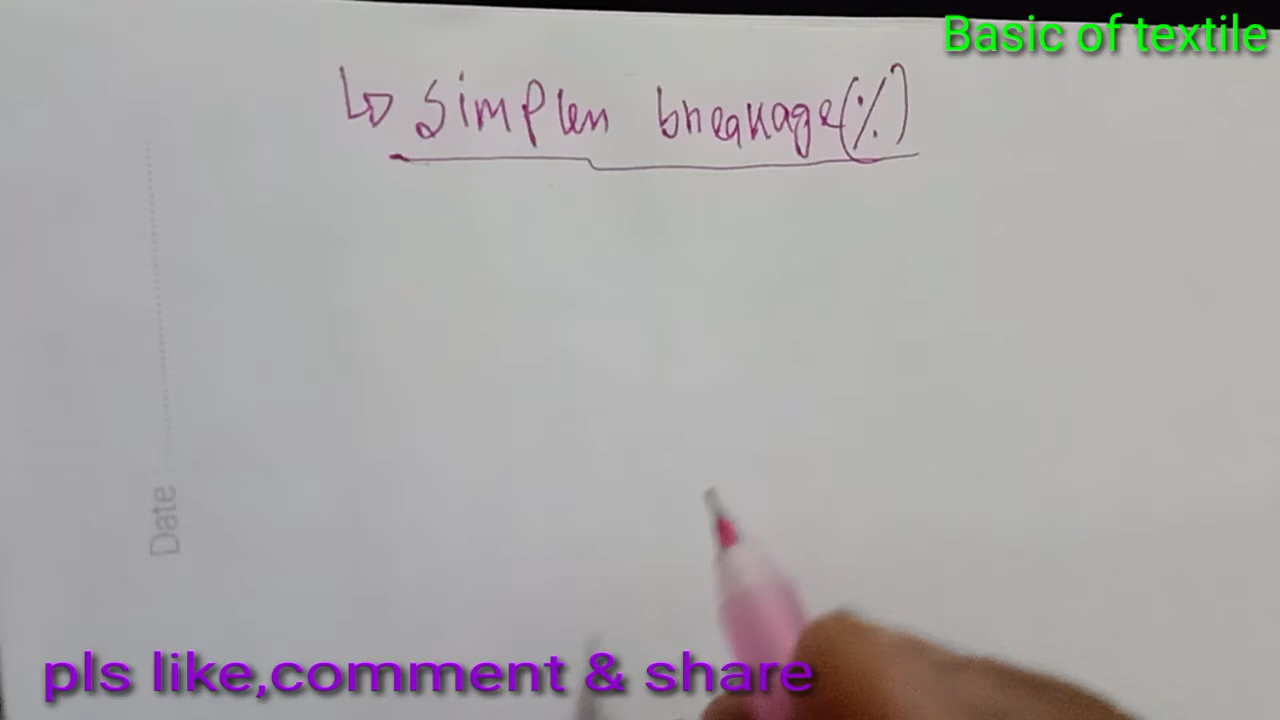 Basic of textile
Simplex breakage(%)
Date :
pls like,comment & share